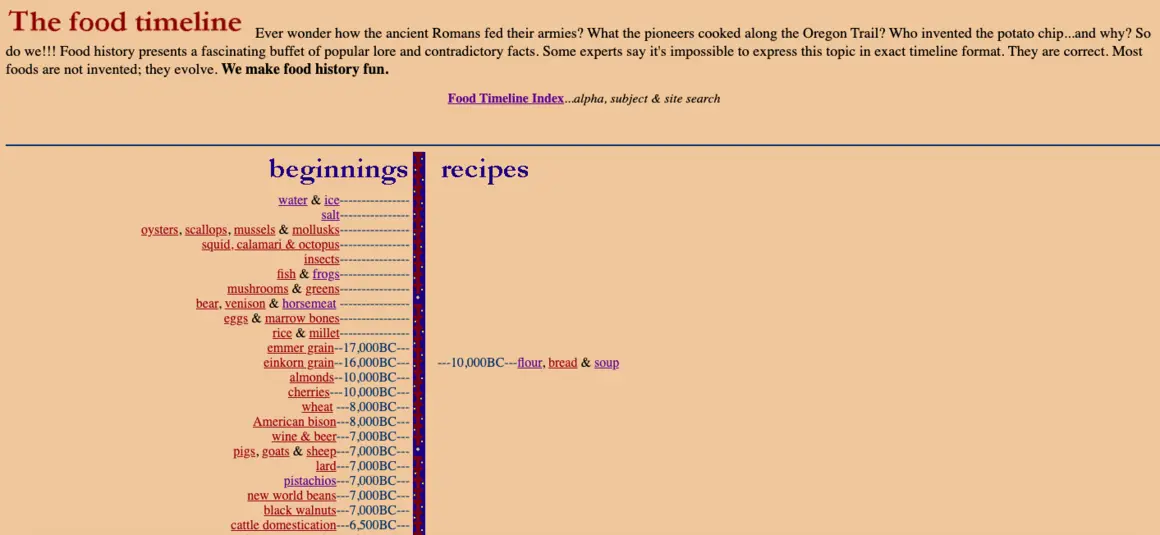 The food timeline Ever wonder how the ancient Romans fed their armies? What the pioneers cooked along the Oregon Trail? Who invented the potato chip...and why? So
do we!!! Food history presents a fascinating buffet of popular lore and contradictory facts. Some experts say it's impossible to express this topic in exact timeline format. They are correct. Most
foods are not invented; they evolve. We make food history fun.
Food Timeline Index...alpha, subject & site search
beginnings recipes
water & ice----------------
salt----------------
oysters, scallops, mussels & mollusks----------------
squid, calamari & octopus----------------
insects----------------
fish & frogs----------------
mushrooms & greens----------------
bear, venison & horsemeat ----------------
eggs & marrow bones----------------
rice & millet----------------
emmer grain--17,000BC---
einkorn grain--16,000BC--- ---10,000BC---flour, bread & soup
almonds--10,000BC---
cherries---10,000BC---
wheat ---8,000BC---
American bison---8,000BC---
wine & beer---7,000BC---
pigs, goats & sheep---7,000BC---
lard---7,000BC---
pistachios---7,000BC---
new world beans---7,000BC---
black walnuts---7,000BC---
cattle domestication---6,500BC---